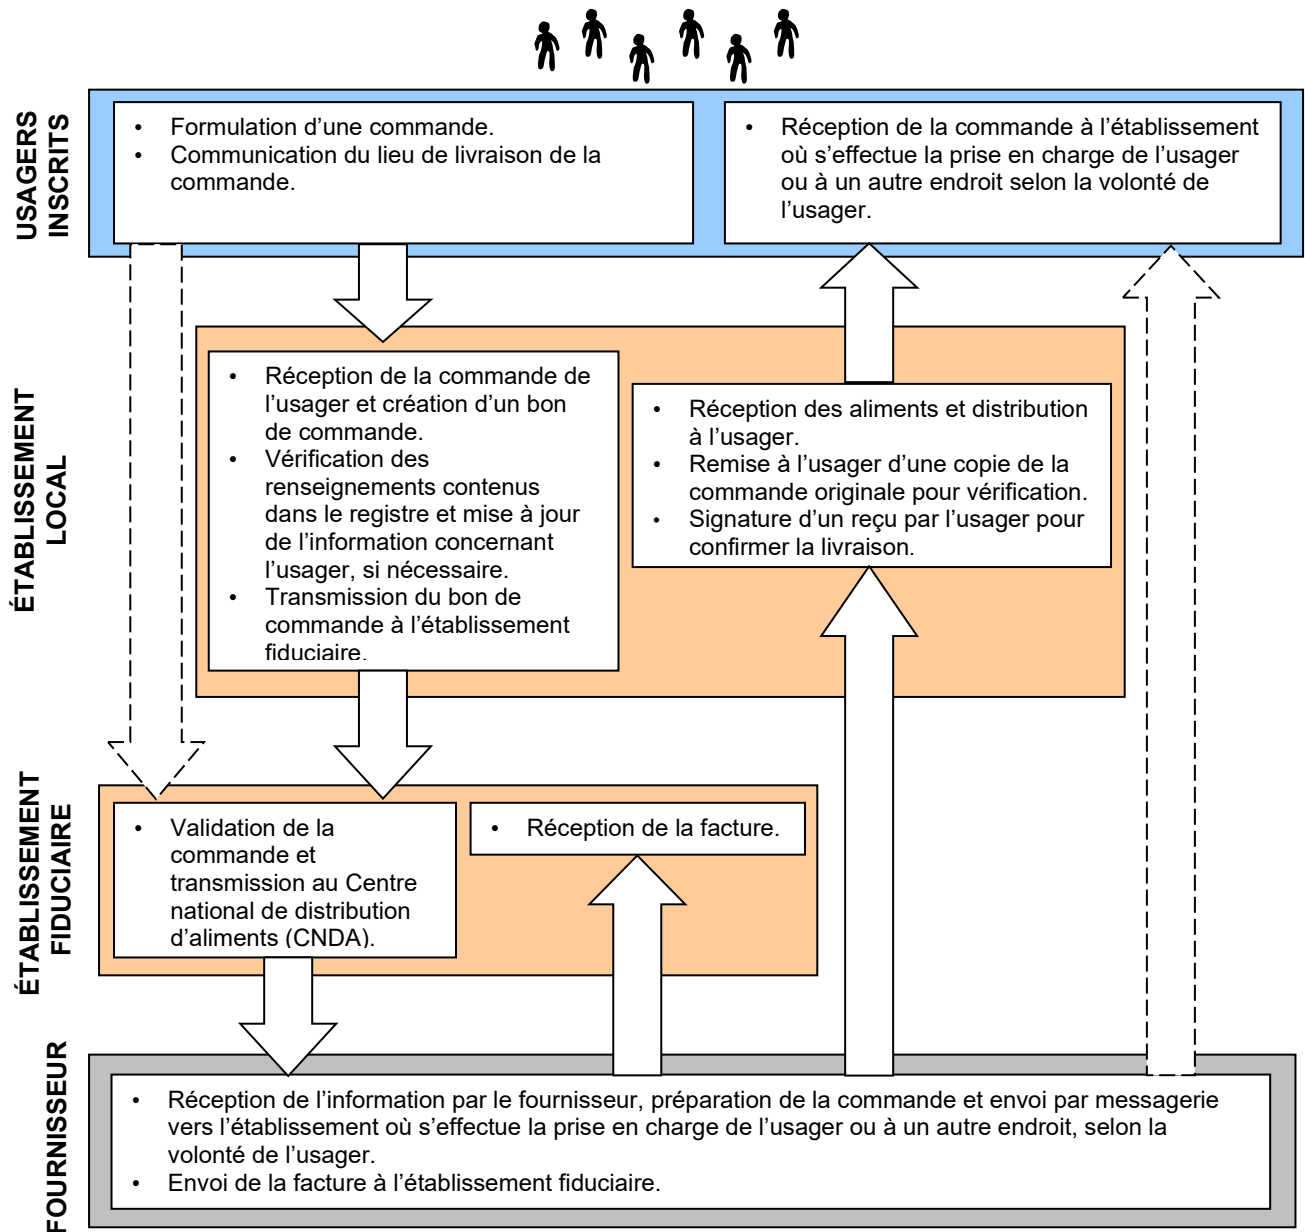 USAGERS
INSCRITS
• Formulation d’une commande.
• Communication du lieu de livraison de la
commande.
• Réception de la commande à l’établissement
où s’effectue la prise en charge de l’usager
ou à un autre endroit selon la volonté de
l’usager.
ÉTABLISSEMENT
LOCAL
• Réception de la commande de
l’usager et création d’un bon
de commande.
• Vérification des
renseignements contenus
dans le registre et mise à jour
de l’information concernant
l’usager, si nécessaire.
• Transmission du bon de
commande à l’établissement
fiduciaire.
• Réception des aliments et distribution
à l’usager.
• Remise à l’usager d’une copie de la
commande originale pour vérification.
• Signature d’un reçu par l’usager pour
confirmer la livraison.
ÉTABLISSEMENT
FIDUCIAIRE
• Validation de la
commande et
transmission au Centre
national de distribution
d’aliments (CNDA).
• Réception de la facture.
FOURNISSEUR
• Réception de l’information par le fournisseur, préparation de la commande et envoi par messagerie
vers l’établissement où s’effectue la prise en charge de l’usager ou à un autre endroit, selon la
volonté de l’usager.
• Envoi de la facture à l’établissement fiduciaire.